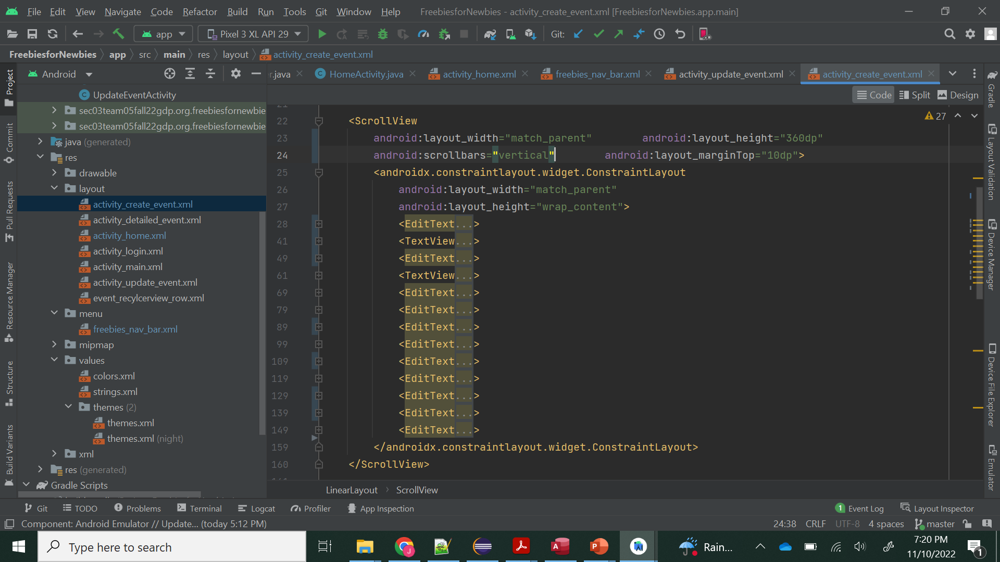 File Edit View Navigate Code Refactor Build Run Tools Git Window Help FreebiesforNewbies - activity_create_event.xml [FreebiesforNewbies.app.main]
app Pixel 3 XL API 29 Git:
FreebiesforNewbies app src main res layout activity_create_event.xml
Android
.java HomeActivity.java activity_home.xml freebies_nav_bar.xml activity_update_event.xml activity_create_event.xml
Code Split Design
Project
Commit
Pull Requests
Resource Manager
Structure
Build Variants
UpdateEventActivity
sec03team05fall22gdp.org.freebiesfornewbie
sec03team05fall22gdp.org.freebiesfornewbie
java (generated)
res
drawable
layout
activity_create_event.xml
activity_detailed_event.xml
activity_home.xml
activity_login.xml
activity_main.xml
activity_update_event.xml
event_recylcerview_row.xml
menu
freebies_nav_bar.xml
mipmap
values
colors.xml
strings.xml
themes (2)
themes.xml
themes.xml (night)
xml
res (generated)
Gradle Scripts
27
22 <ScrollView
23 android:layout_width="match_parent" android:layout_height="360dp"
24 android:scrollbars="vertical" android:layout_marginTop="10dp">
25 <androidx.constraintlayout.widget.ConstraintLayout
26 android:layout_width="match_parent"
27 android:layout_height="wrap_content">
28 <EditText...>
41 <TextView...>
49 <EditText...>
61 <TextView...>
69 <EditText...>
79 <EditText...>
89 <EditText...>
99 <EditText...>
109 <EditText...>
119 <EditText...>
129 <EditText...>
139 <EditText...>
149 <EditText...>
159 </androidx.constraintlayout.widget.ConstraintLayout>
160 </ScrollView>
LinearLayout ScrollView
Gradle
Layout Validation
Device Manager
Device File Explorer
Emulator
Git TODO Problems Terminal Logcat Profiler App Inspection 1 Event Log Layout Inspector
Component: Android Emulator // Update... (today 5:12 PM) 24:38 CRLF UTF-8 4 spaces master
Type here to search
Rain...
7:20 PM
11/10/2022
1